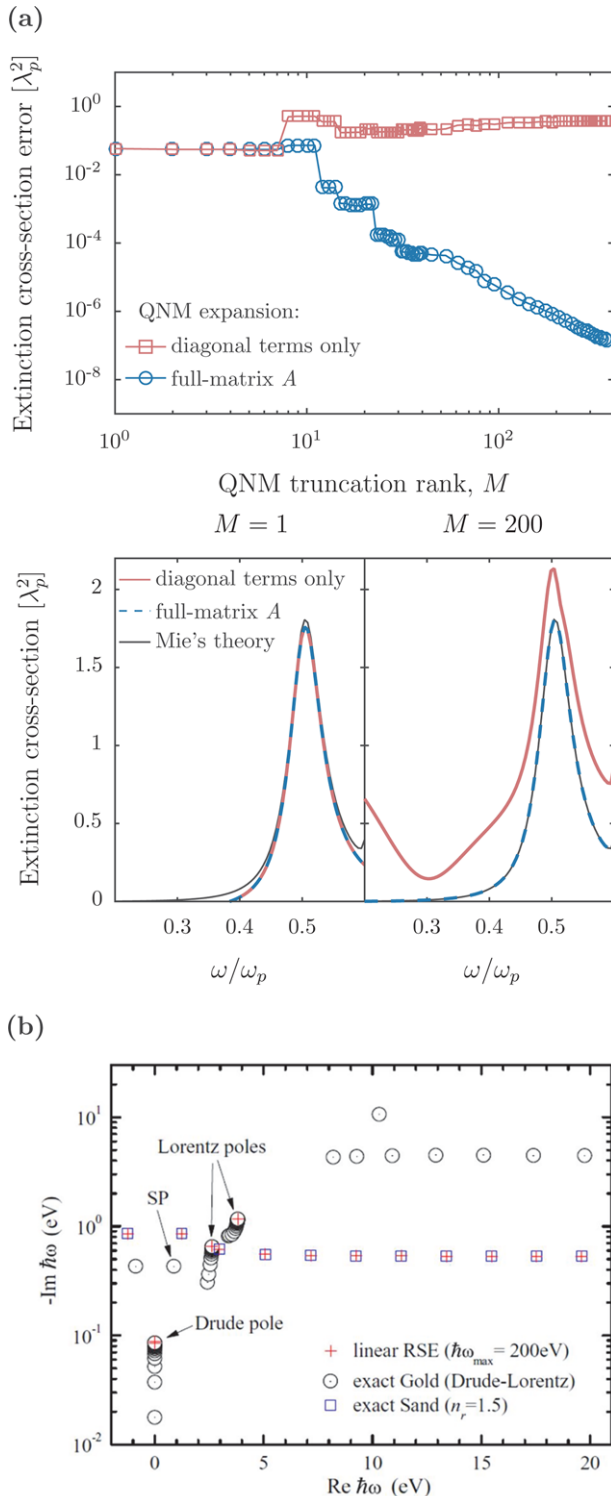 (a)
Extinction cross-section error [λ_p^2]
10^0
10^-2
10^-4
10^-6
10^-8
QNM expansion:
diagonal terms only
full-matrix A
10^0 10^1 10^2
QNM truncation rank, M
M = 1 M = 200
Extinction cross-section [λ_p^2]
2
1.5
1
0.5
0
diagonal terms only
full-matrix A
Mie's theory
0.3 0.4 0.5 0.3 0.4 0.5
ω/ω_p ω/ω_p
(b)
-Im ℏω (eV)
10^1
10^0
10^-1
10^-2
Lorentz poles
SP
Drude pole
linear RSE (ℏω_max = 200eV)
exact Gold (Drude-Lorentz)
exact Sand (n_r=1.5)
0 5 10 15 20
Re ℏω (eV)